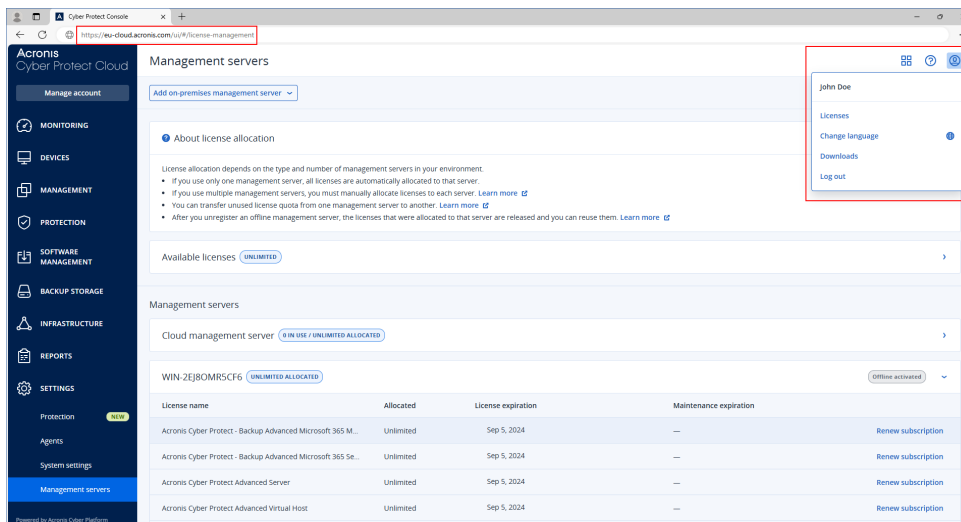 Cyber Protect Console
https://eu-cloud.acronis.com/ui/#/license-management
Acronis
Cyber Protect Cloud
Manage account
MONITORING
DEVICES
MANAGEMENT
PROTECTION
SOFTWARE
MANAGEMENT
BACKUP STORAGE
INFRASTRUCTURE
REPORTS
SETTINGS
Protection NEW
Agents
System settings
Management servers
Powered by Acronis Cyber Platform
Management servers
Add on-premises management server
John Doe
Licenses
Change language
Downloads
Log out
About license allocation
License allocation depends on the type and number of management servers in your environment.
• If you use only one management server, all licenses are automatically allocated to that server.
• If you use multiple management servers, you must manually allocate licenses to each server. Learn more
• You can transfer unused license quota from one management server to another. Learn more
• After you unregister an offline management server, the licenses that were allocated to that server are released and you can reuse them. Learn more
Available licenses UNLIMITED
Management servers
Cloud management server 0 IN USE / UNLIMITED ALLOCATED
WIN-2EJ8OMR5CF6 UNLIMITED ALLOCATED Offline activated
License name Allocated License expiration Maintenance expiration
Acronis Cyber Protect - Backup Advanced Microsoft 365 M... Unlimited Sep 5, 2024 — Renew subscription
Acronis Cyber Protect - Backup Advanced Microsoft 365 Se... Unlimited Sep 5, 2024 — Renew subscription
Acronis Cyber Protect Advanced Server Unlimited Sep 5, 2024 — Renew subscription
Acronis Cyber Protect Advanced Virtual Host Unlimited Sep 5, 2024 — Renew subscription